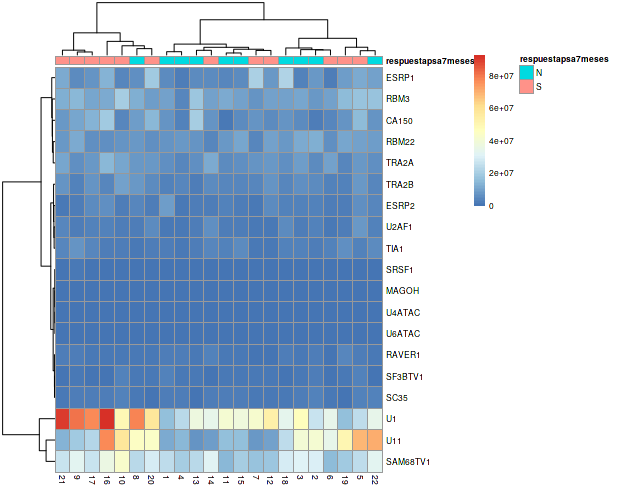 respuestapsa7meses
respuestapsa7meses
N
S
8e+07
6e+07
4e+07
2e+07
0
ESRP1
RBM3
CA150
RBM22
TRA2A
TRA2B
ESRP2
U2AF1
TIA1
SRSF1
MAGOH
U4ATAC
U6ATAC
RAVER1
SF3BTV1
SC35
U1
U11
SAM68TV1
21 9 17 16 10 8 20 1 4 13 14 11 15 7 12 18 3 2 6 19 5 22